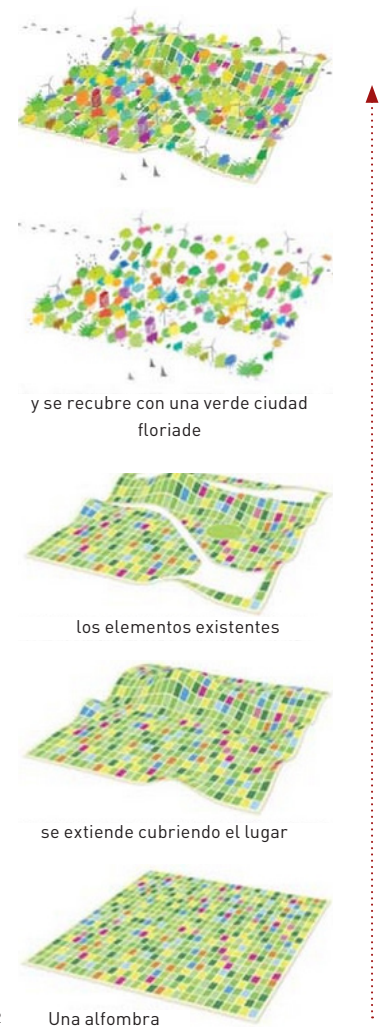 y se recubre con una verde ciudad
floriade
los elementos existentes
se extiende cubriendo el lugar
Una alfombra